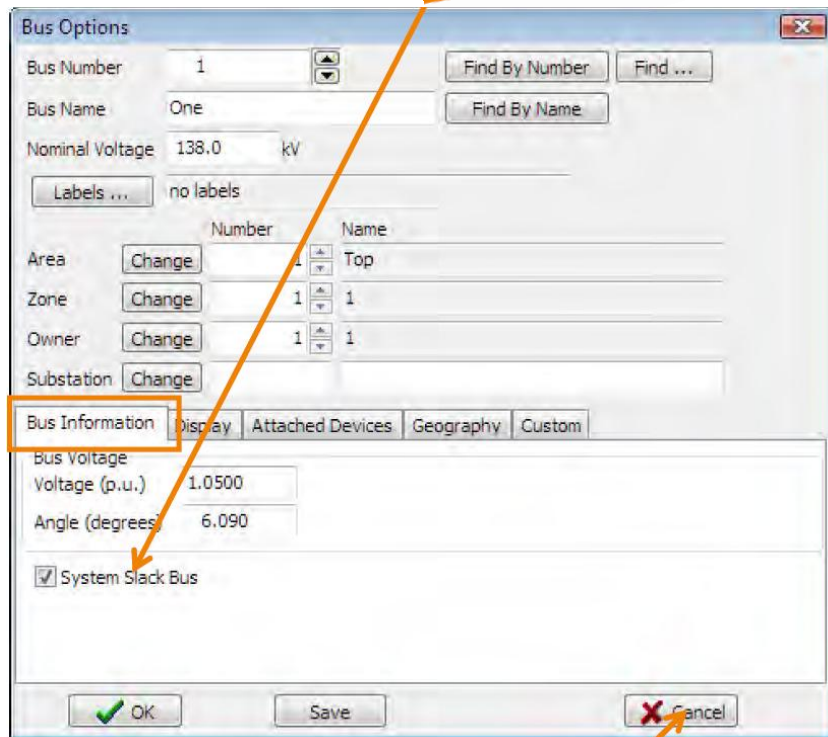 Bus Options
Bus Number 1 Find By Number Find ...
Bus Name One Find By Name
Nominal Voltage 138.0 kV
Labels ... no labels
Number Name
Area Change 1 Top
Zone Change 1 1
Owner Change 1 1
Substation Change
Bus Information Display Attached Devices Geography Custom
Bus Voltage
Voltage (p.u.) 1.0500
Angle (degrees) 6.090
System Slack Bus
OK Save Cancel